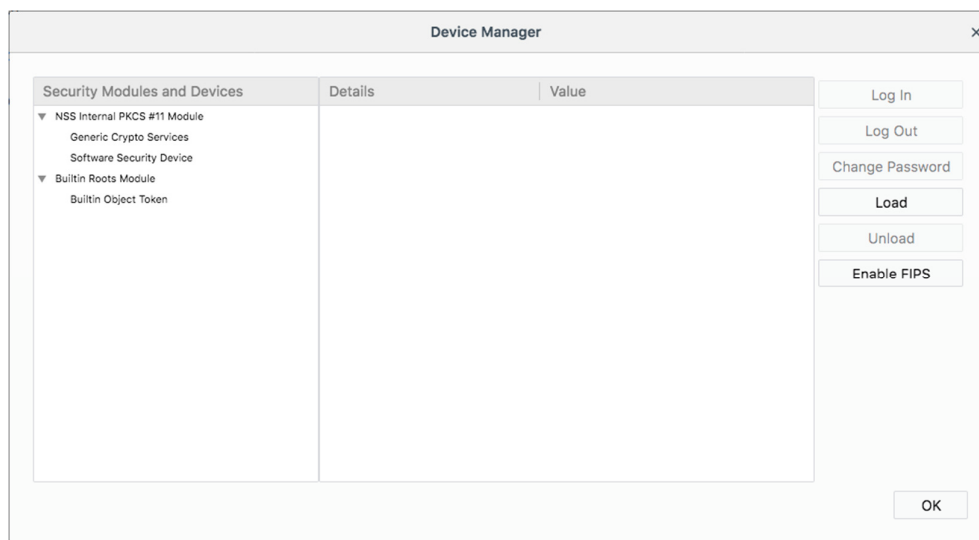 Device Manager
Security Modules and Devices
Details
Value
NSS Internal PKCS #11 Module
Generic Crypto Services
Software Security Device
Builtin Roots Module
Builtin Object Token
Log In
Log Out
Change Password
Load
Unload
Enable FIPS
OK